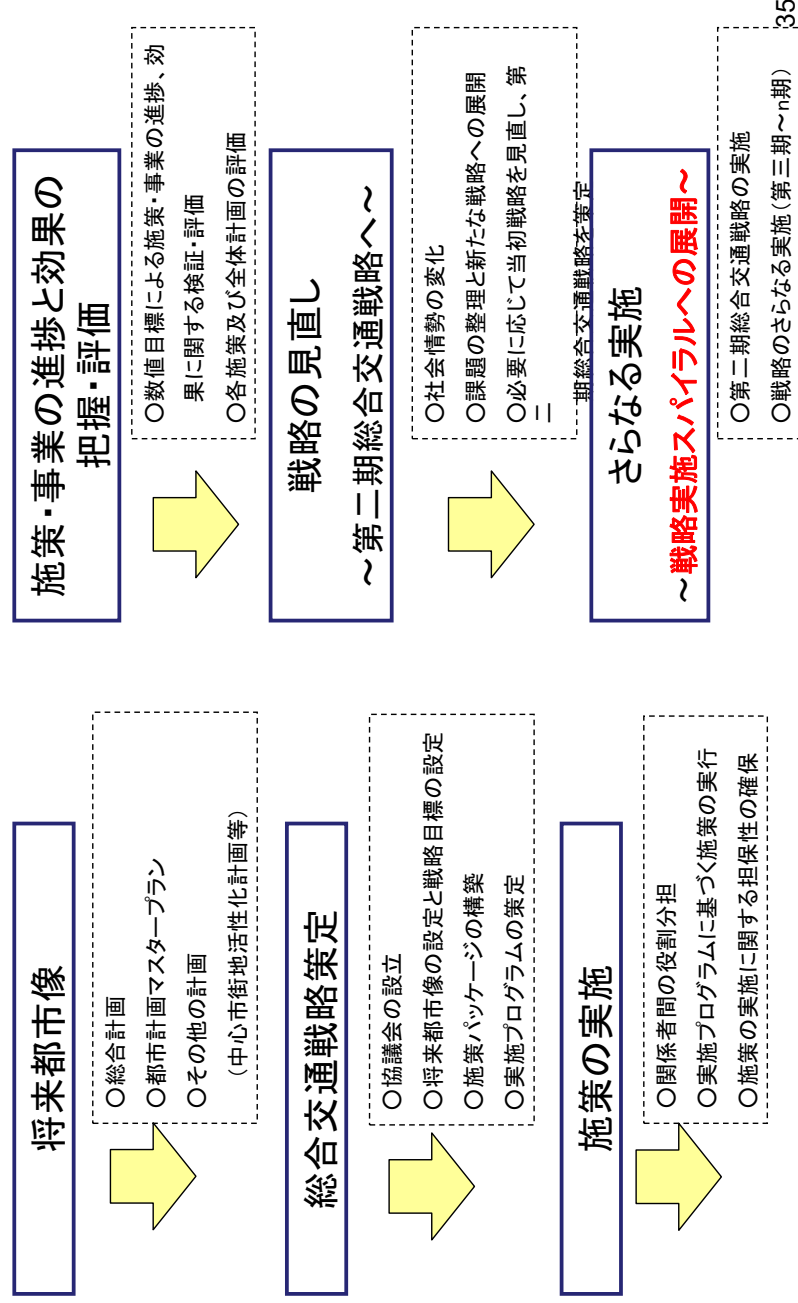 将来都市像
○総合計画
○都市計画マスタープラン
○その他の計画
（中心市街地活性化計画等）
総合交通戦略策定
○協議会の設立
○将来都市像の設定と戦略目標の設定
○施策パッケージの構築
○実施プログラムの策定
施策の実施
○関係者間の役割分担
○実施プログラムに基づく施策の実行
○施策の実施に関する担保性の確保
施策・事業の進捗と効果の
把握・評価
○数値目標による施策・事業の進捗、効
果に関する検証・評価
○各施策及び全体計画の評価
戦略の見直し
～第二期総合交通戦略へ～
○社会情勢の変化
○課題の整理と新たな戦略への展開
○必要に応じて当初戦略を見直し、第
二
期総合交通戦略を策定
さらなる実施
～戦略実施スパイラルへの展開～
○第二期総合交通戦略の実施
○戦略のさらなる実施（第三期～n期）
35